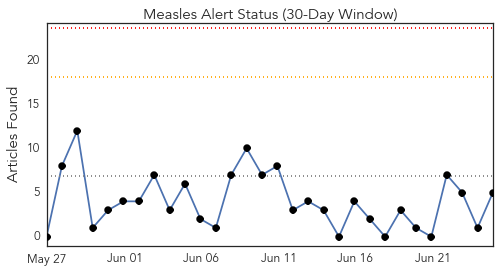 Measles Alert Status (30-Day Window)
Articles Found
20
15
10
5
0
May 27
Jun 01
Jun 06
Jun 11
Jun 16
Jun 21